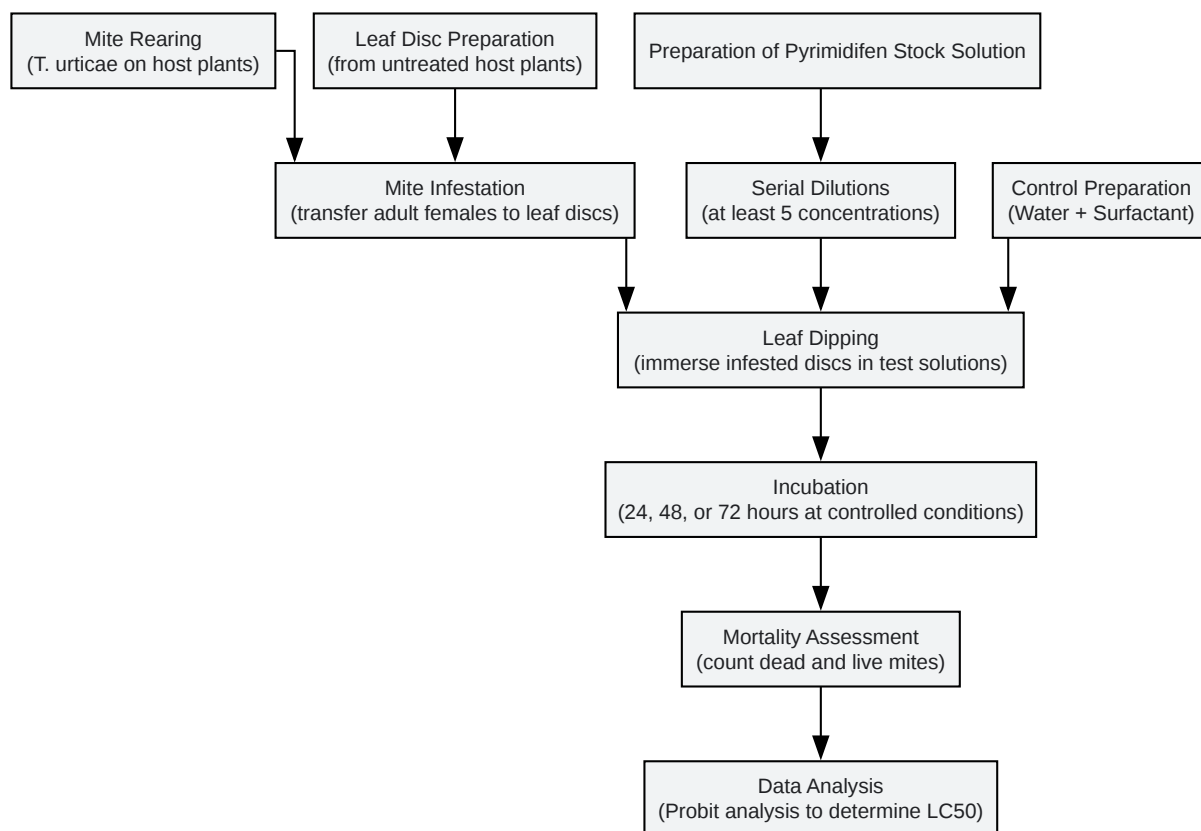 Mite Rearing
(T. urticae on host plants)
Leaf Disc Preparation
(from untreated host plants)
Preparation of Pyrimidifen Stock Solution
Mite Infestation
(transfer adult females to leaf discs)
Serial Dilutions
(at least 5 concentrations)
Control Preparation
(Water + Surfactant)
Leaf Dipping
(immerse infested discs in test solutions)
Incubation
(24, 48, or 72 hours at controlled conditions)
Mortality Assessment
(count dead and live mites)
Data Analysis
(Probit analysis to determine LC50)